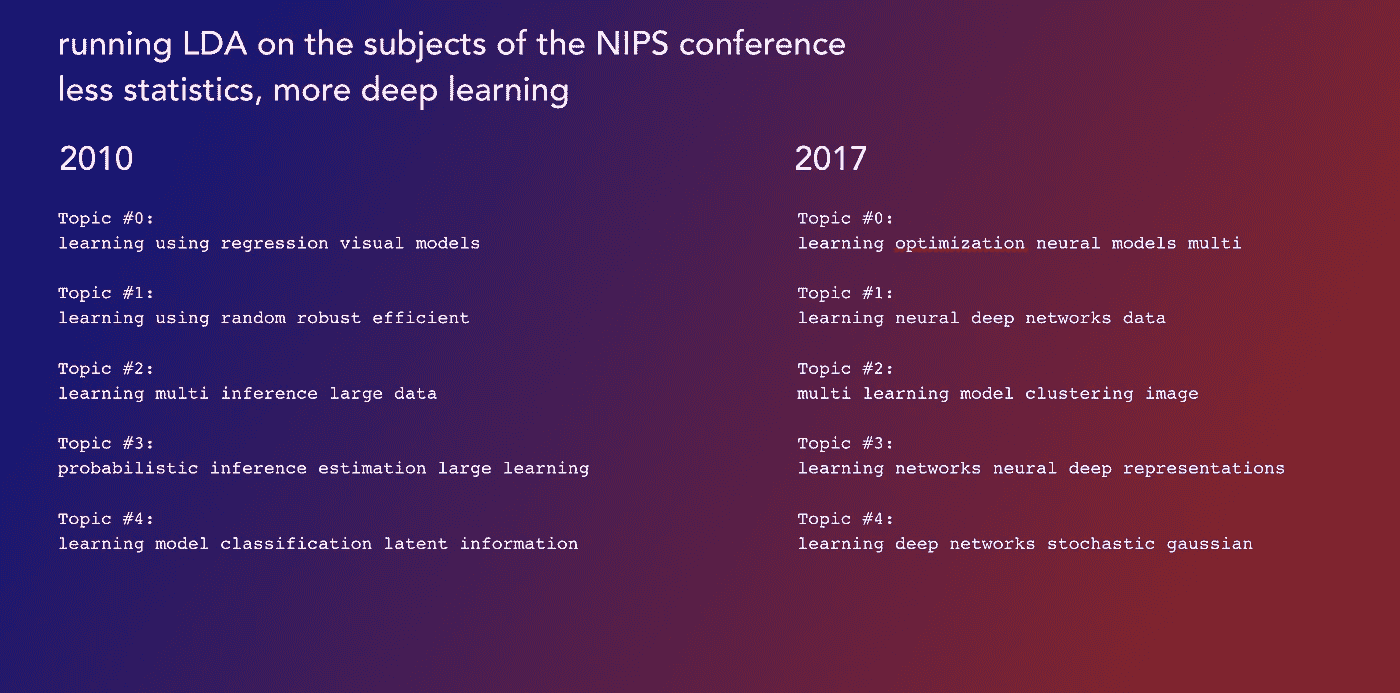 running LDA on the subjects of the NIPS conference
less statistics, more deep learning
2010
Topic #0:
learning using regression visual models
Topic #1:
learning using random robust efficient
Topic #2:
learning multi inference large data
Topic #3:
probabilistic inference estimation large learning
Topic #4:
learning model classification latent information
2017
Topic #0:
learning optimization neural models multi
Topic #1:
learning neural deep networks data
Topic #2:
multi learning model clustering image
Topic #3:
learning networks neural deep representations
Topic #4:
learning deep networks stochastic gaussian